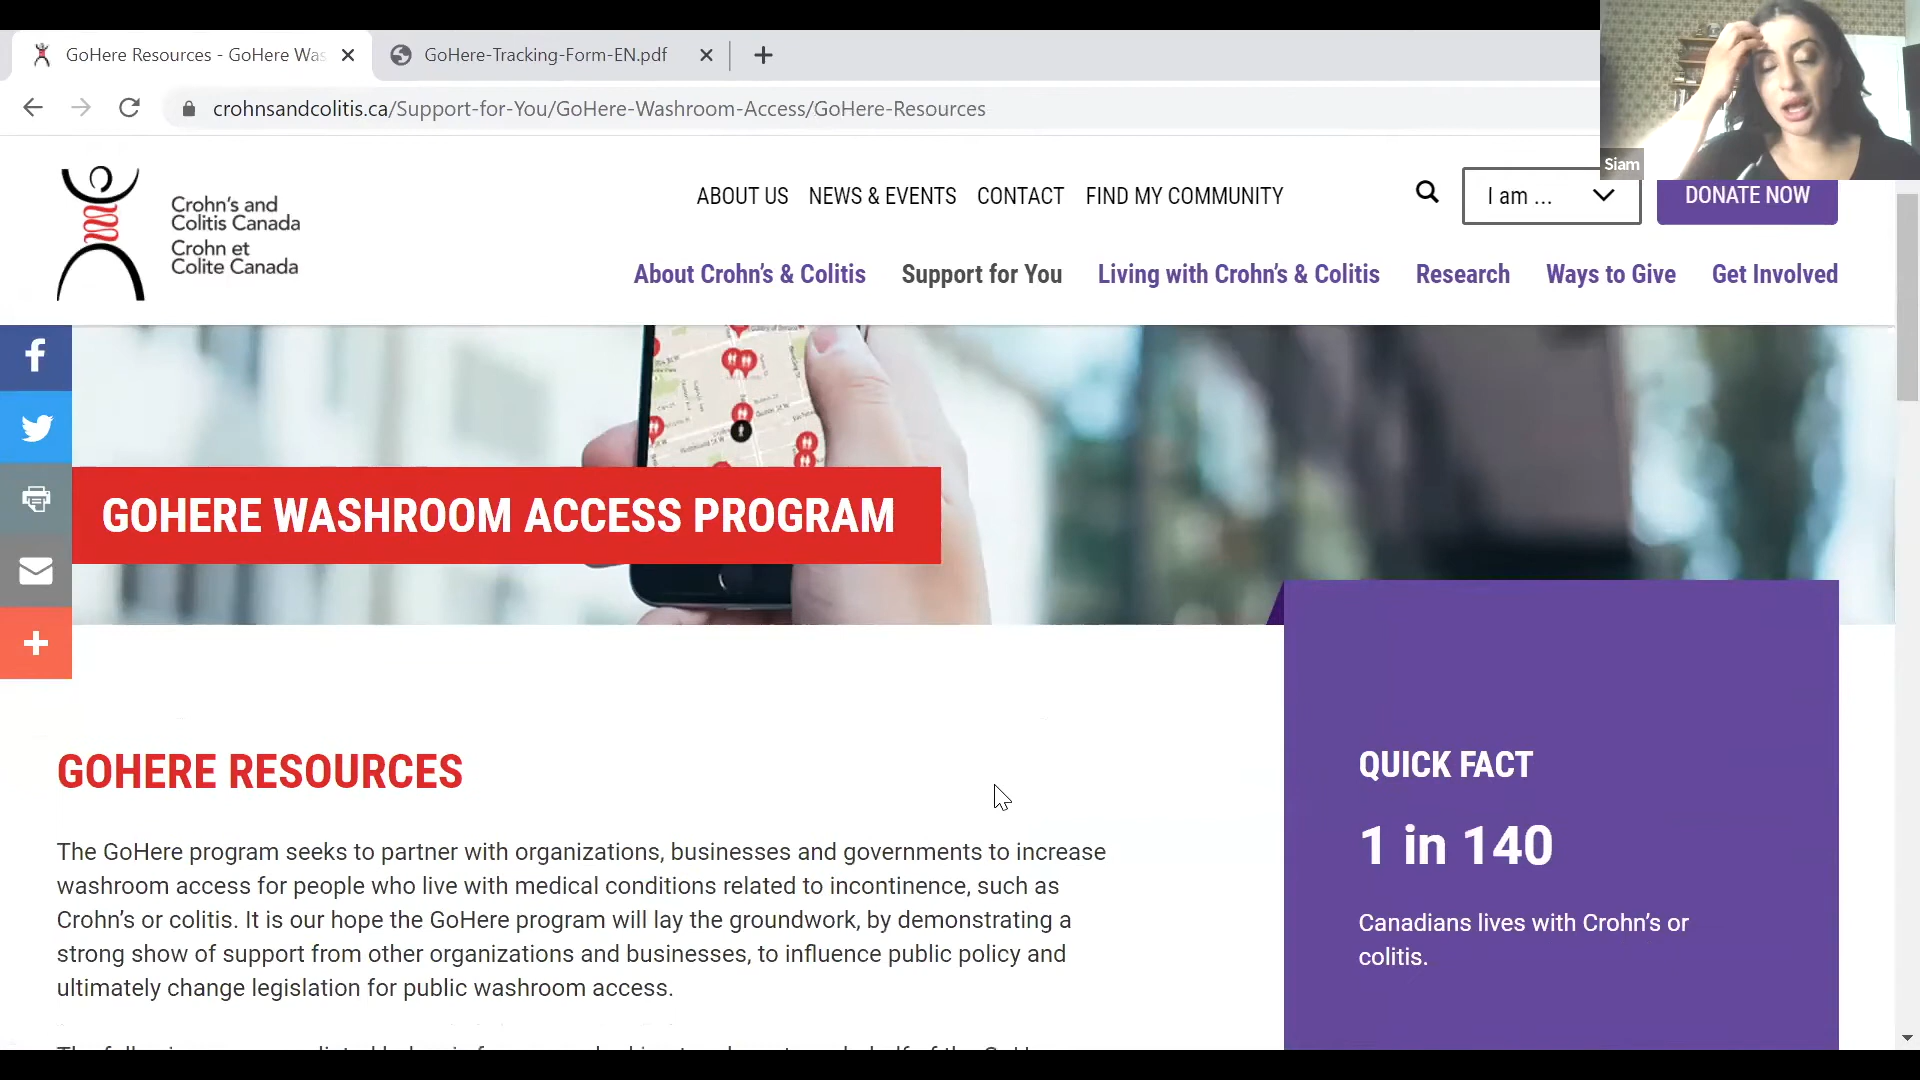 GoHere Resources - GoHere Was
GoHere-Tracking-Form-EN.pdf
crohnsandcolitis.ca/Support-for-You/GoHere-Washroom-Access/GoHere-Resources
Siam
Crohn's and
Colitis Canada
Crohn et
Colite Canada
ABOUT US NEWS & EVENTS CONTACT FIND MY COMMUNITY
I am ...
DONATE NOW
About Crohn's & Colitis Support for You Living with Crohn's & Colitis Research Ways to Give Get Involved
GOHERE WASHROOM ACCESS PROGRAM
GOHERE RESOURCES
The GoHere program seeks to partner with organizations, businesses and governments to increase
washroom access for people who live with medical conditions related to incontinence, such as
Crohn's or colitis. It is our hope the GoHere program will lay the groundwork, by demonstrating a
strong show of support from other organizations and businesses, to influence public policy and
ultimately change legislation for public washroom access.
QUICK FACT
1 in 140
Canadians lives with Crohn's or
colitis.